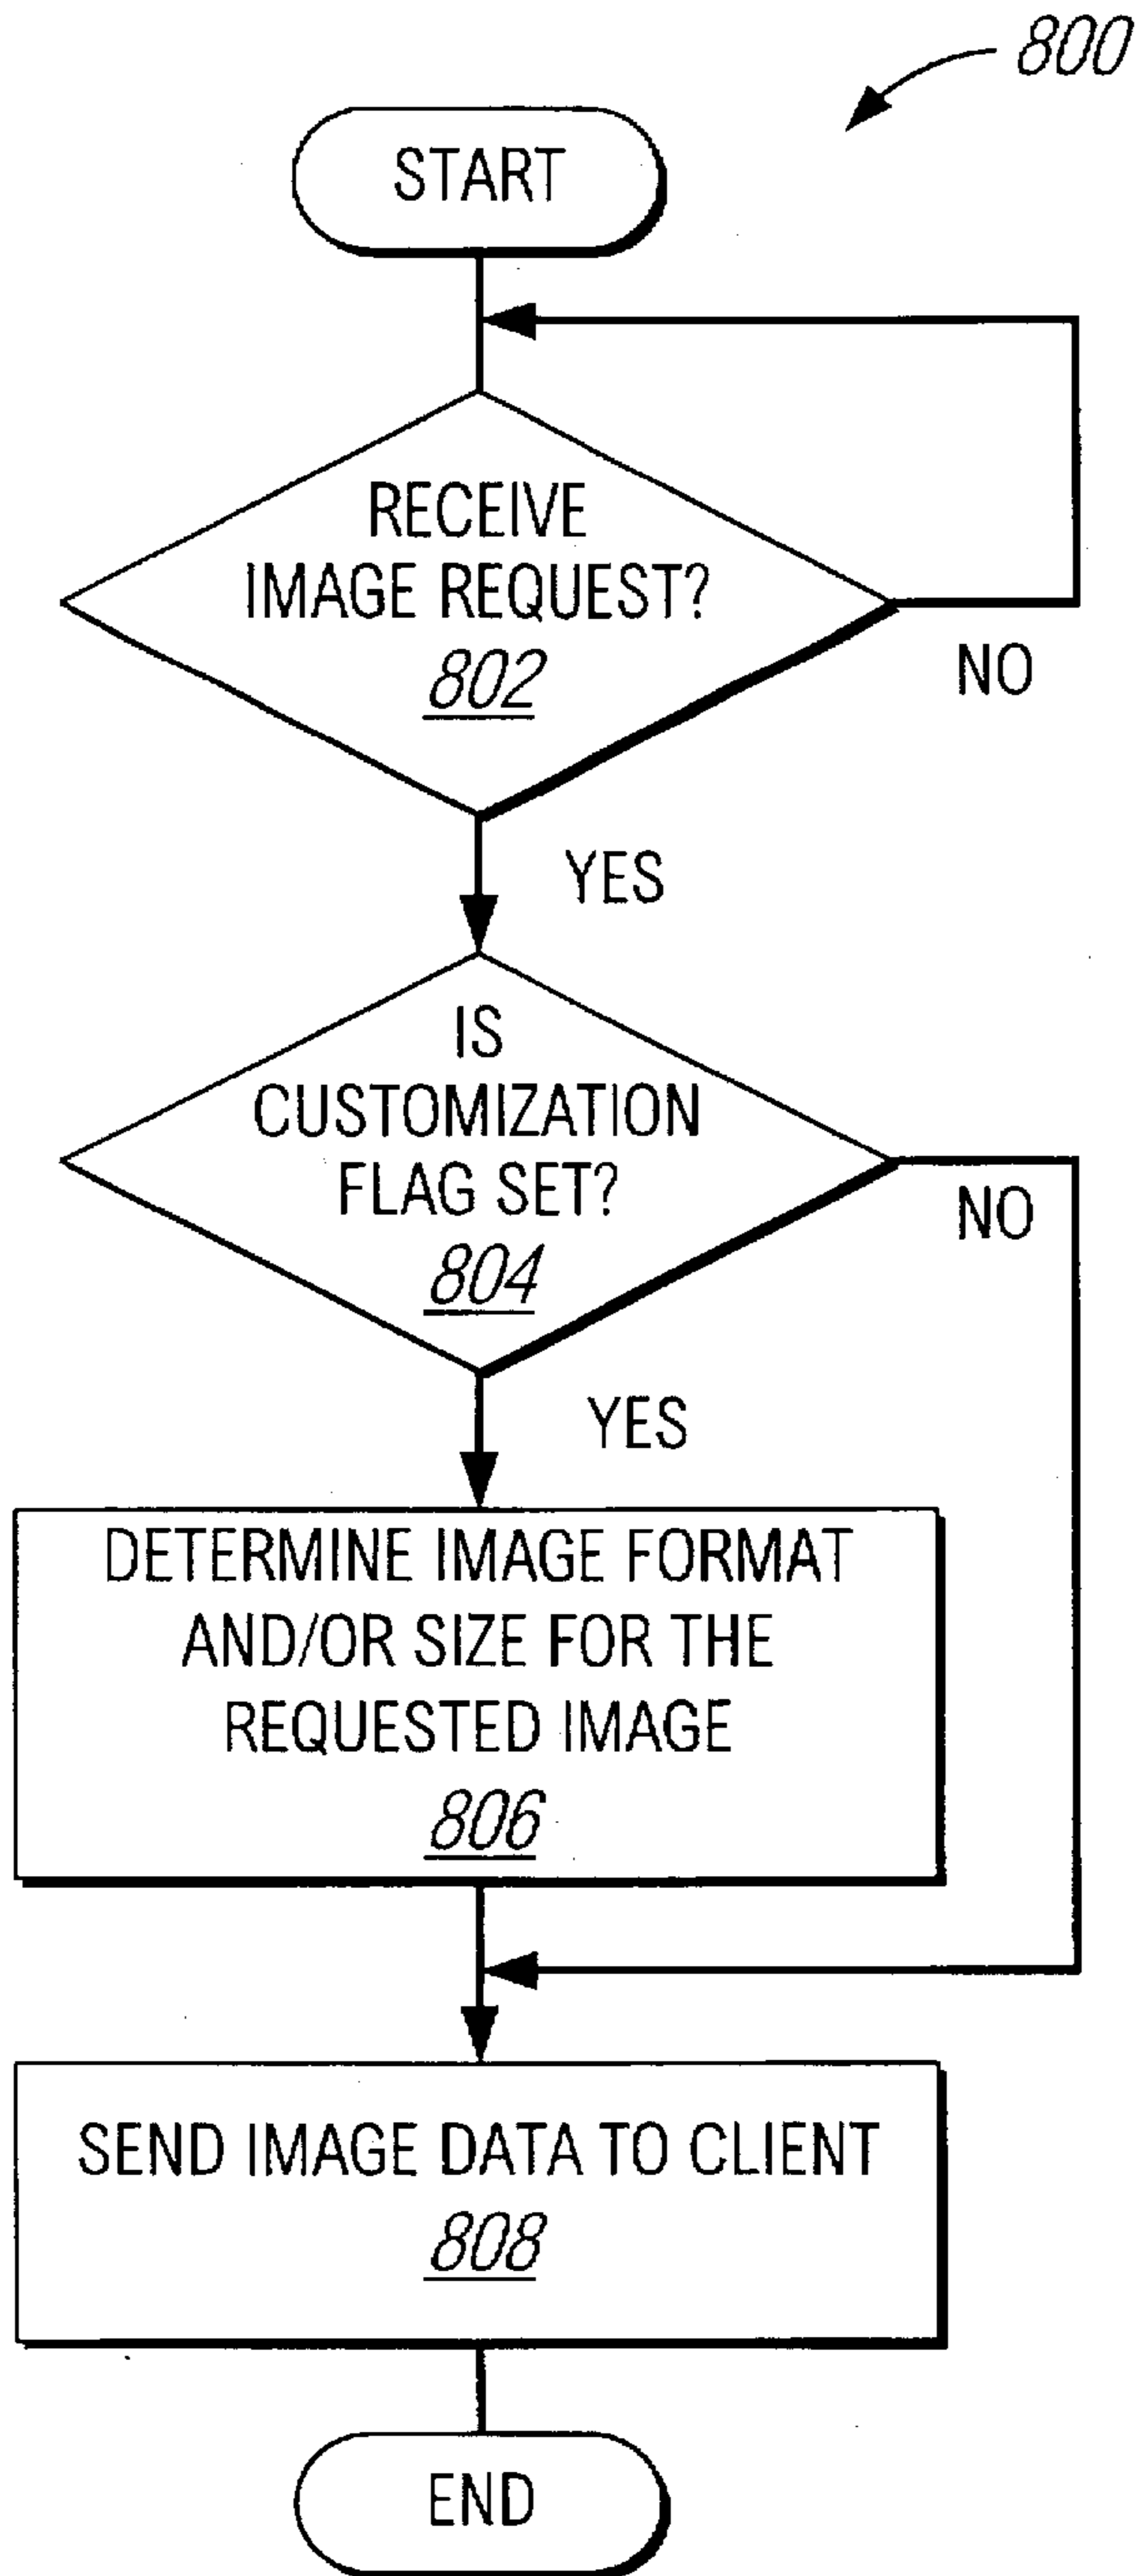 800
START
RECEIVE
IMAGE REQUEST?
802
NO
YES
IS
CUSTOMIZATION
FLAG SET?
804
NO
YES
DETERMINE IMAGE FORMAT
AND/OR SIZE FOR THE
REQUESTED IMAGE
806
SEND IMAGE DATA TO CLIENT
808
END